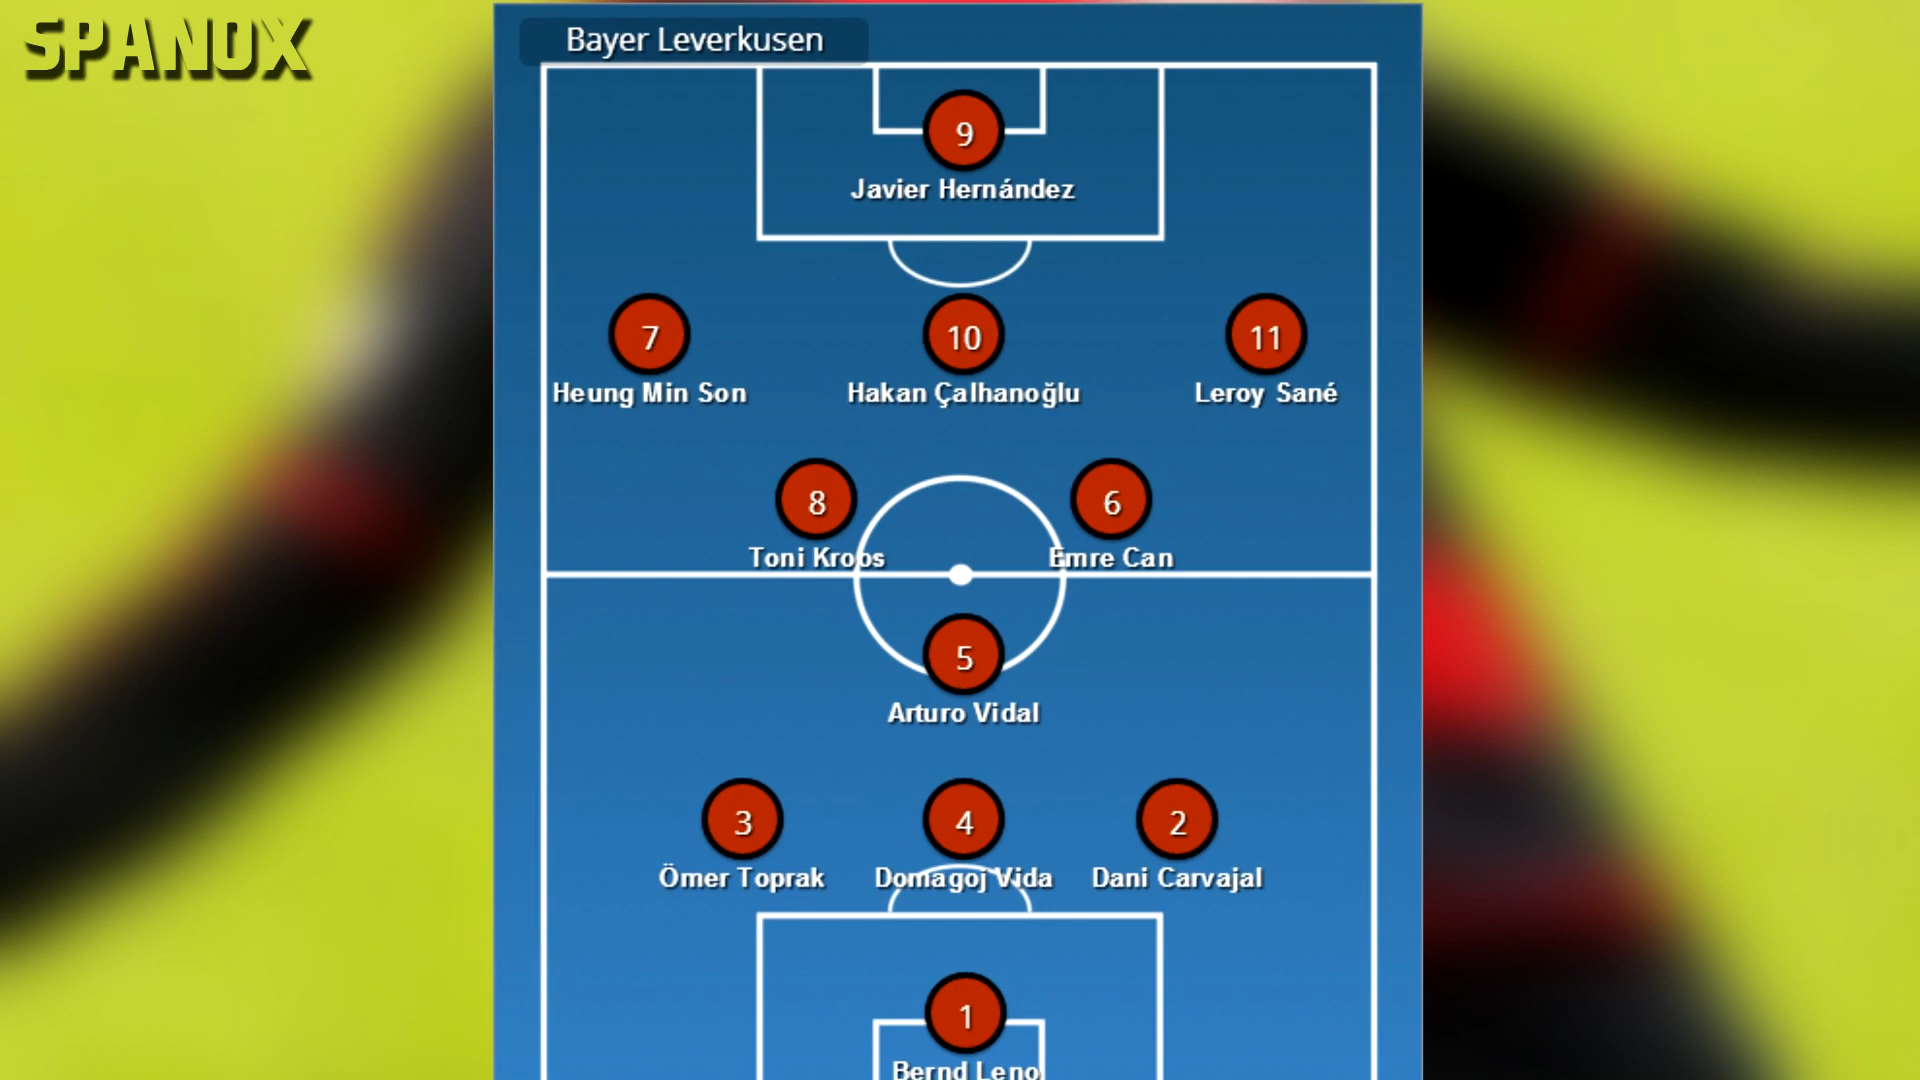 SPANOX
Bayer Leverkusen
9
Javier Hernández
7
10
11
Heung Min Son
Hakan Çalhanoğlu
Leroy Sané
8
6
Toni Kroos
Emre Can
5
Arturo Vidal
3
4
2
Ömer Toprak
Domagoj Vida
Dani Carvajal
1
Bernd Leno